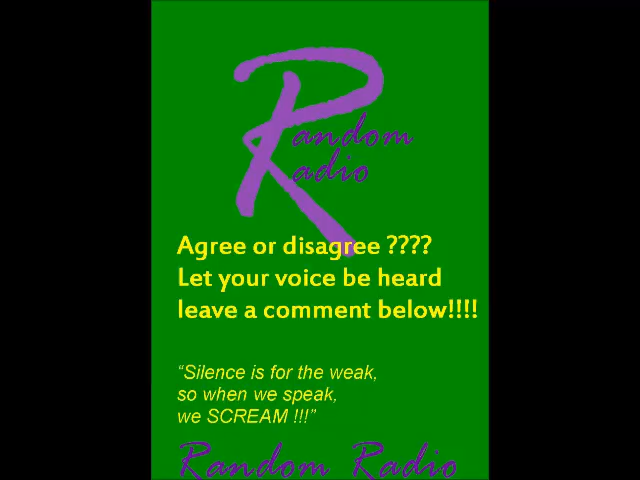 Random
Radio
Agree or disagree ????
Let your voice be heard
leave a comment below!!!!
“Silence is for the weak,
so when we speak,
we SCREAM !!!”
Random Radio